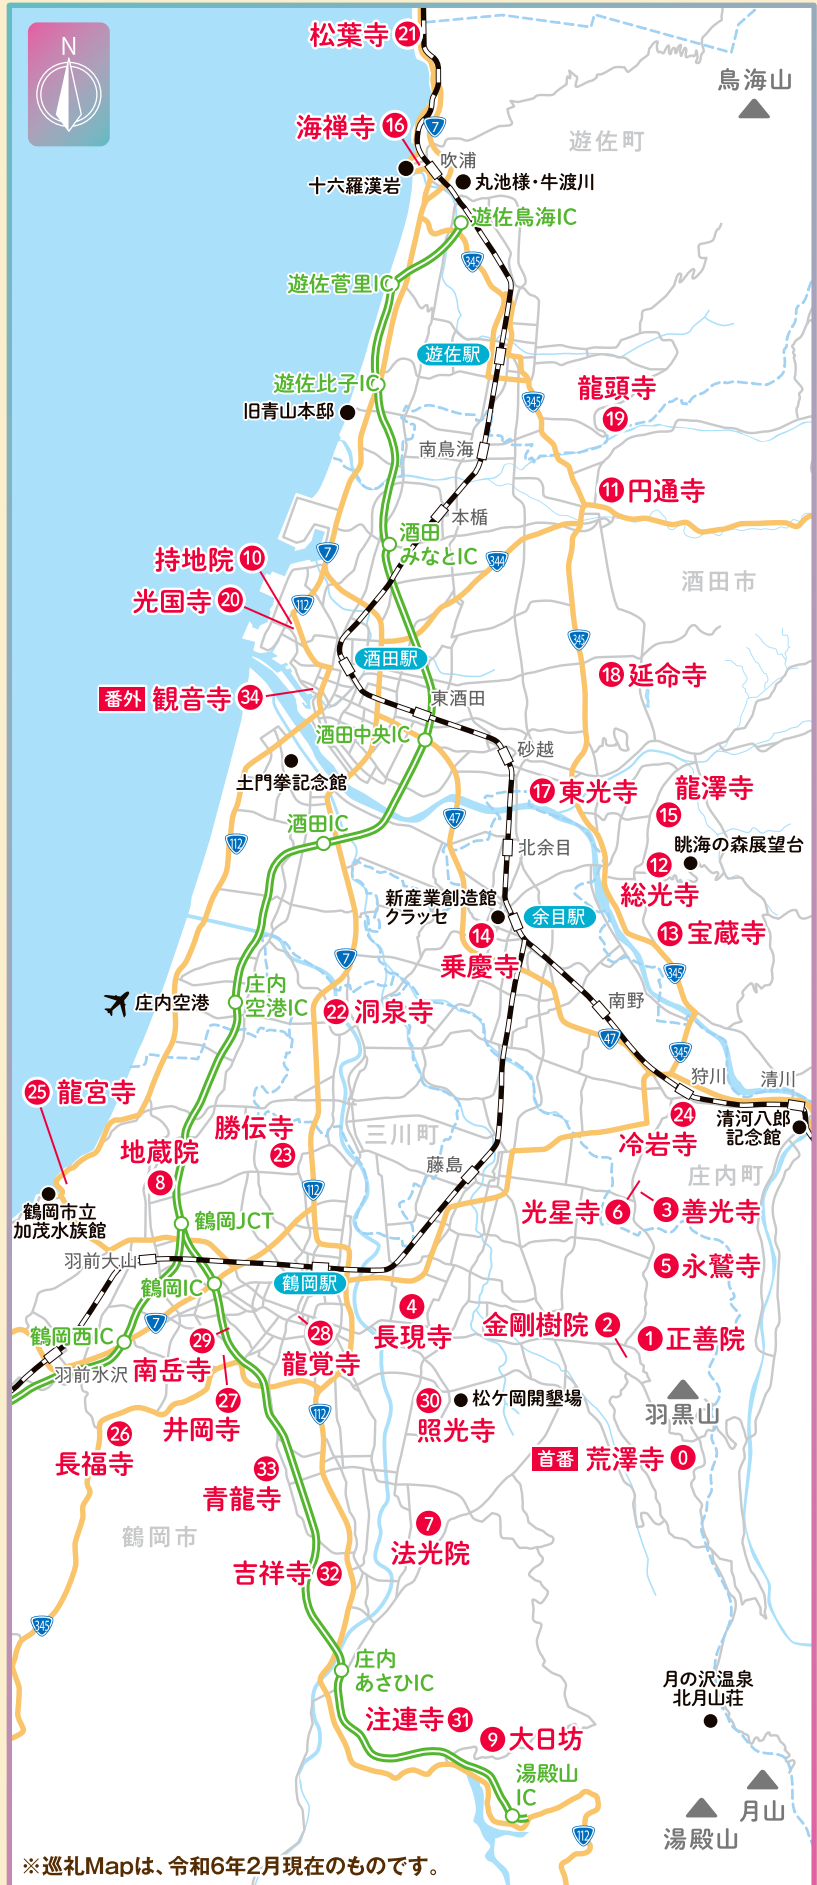 N
松葉寺 21
鳥海山
海禅寺 16
7
遊佐町
吹浦
十六羅漢岩
丸池様・牛渡川
遊佐鳥海IC
345
遊佐菅里IC
遊佐駅
遊佐比子IC
龍頭寺
345
旧青山本邸
19
南鳥海
11 円通寺
本楯
酒田
みなとIC
持地院 10
7
344
酒田市
光国寺 20
112
345
酒田駅
18 延命寺
番外 観音寺 34
東酒田
酒田中央IC
砂越
土門拳記念館
17 東光寺
龍澤寺
15
酒田IC
47
112
北余目
眺海の森展望台
12
総光寺
新産業創造館
クラッセ
余目駅
14
乗慶寺
13 宝蔵寺
7
345
庄内
空港IC
庄内空港
22 洞泉寺
南野
47
345
25 龍宮寺
狩川
清川
24
冷岩寺
清河八郎
記念館
勝伝寺
23
三川町
地蔵院
8
藤島
庄内町
112
鶴岡市立
加茂水族館
光星寺 6
3 善光寺
鶴岡JCT
羽前大山
5 永鷲寺
鶴岡IC
鶴岡駅
4
長現寺
金剛樹院 2
1 正善院
7
鶴岡西IC
29
南岳寺
28
龍覚寺
羽前水沢
27
井岡寺
112
30
照光寺
松ケ岡開墾場
羽黒山
26
長福寺
首番 荒澤寺 0
33
青龍寺
鶴岡市
7
法光院
吉祥寺 32
345
庄内
あさひIC
月の沢温泉
北月山荘
注連寺 31
9 大日坊
湯殿山
IC
月山
湯殿山
112
※巡礼Mapは、令和6年2月現在のものです。